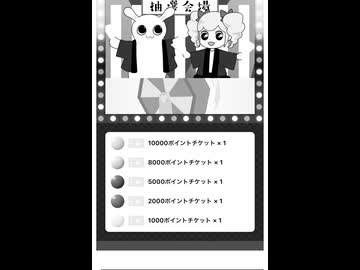 抽選会場
10000ポイントチケット × 1
8000ポイントチケット × 1
5000ポイントチケット × 1
2000ポイントチケット × 1
1000ポイントチケット × 1